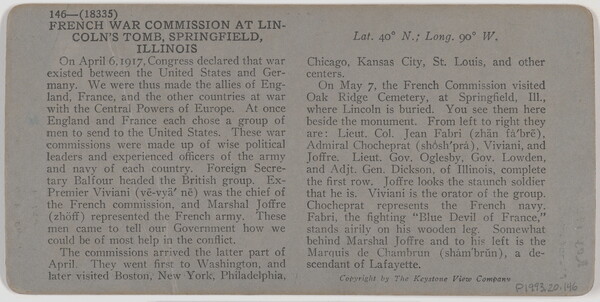 146—(18335)
FRENCH WAR COMMISSION AT LIN-
COLN'S TOMB, SPRINGFIELD,
ILLINOIS
On April 6, 1917, Congress declared that war
existed between the United States and Ger-
many. We were thus made the allies of Eng-
land, France, and the other countries at war
with the Central Powers of Europe. At once
England and France each chose a group of
men to send to the United States. These war
commissions were made up of wise political
leaders and experienced officers of the army
and navy of each country. Foreign Secre-
tary Balfour headed the British group. Ex-
Premier Viviani (vē-vyä′ nē) was the chief of
the French commission, and Marshal Joffre
(zhöff) represented the French army. These
men came to tell our Government how we
could be of most help in the conflict.
The commissions arrived the latter part of
April. They went first to Washington, and
later visited Boston, New York, Philadelphia,
Lat. 40° N.; Long. 90° W.
Chicago, Kansas City, St. Louis, and other
centers.
On May 7, the French Commission visited
Oak Ridge Cemetery, at Springfield, Ill.,
where Lincoln is buried. You see them here
beside the monument. From left to right they
are: Lieut. Col. Jean Fabri (zhän fä′brē),
Admiral Chocheprat (shŏsh′prä), Viviani, and
Joffre. Lieut. Gov. Oglesby, Gov. Lowden,
and Adjt. Gen. Dickson, of Illinois, complete
the first row. Joffre looks the staunch soldier
that he is. Viviani is the orator of the group.
Chocheprat represents the French navy.
Fabri, the fighting "Blue Devil of France,"
stands airily on his wooden leg. Somewhat
behind Marshal Joffre and to his left is the
Marquis de Chambrun (shäm′brün), a de-
scendant of Lafayette.
Copyright by The Keystone View Company
P1993.20.146